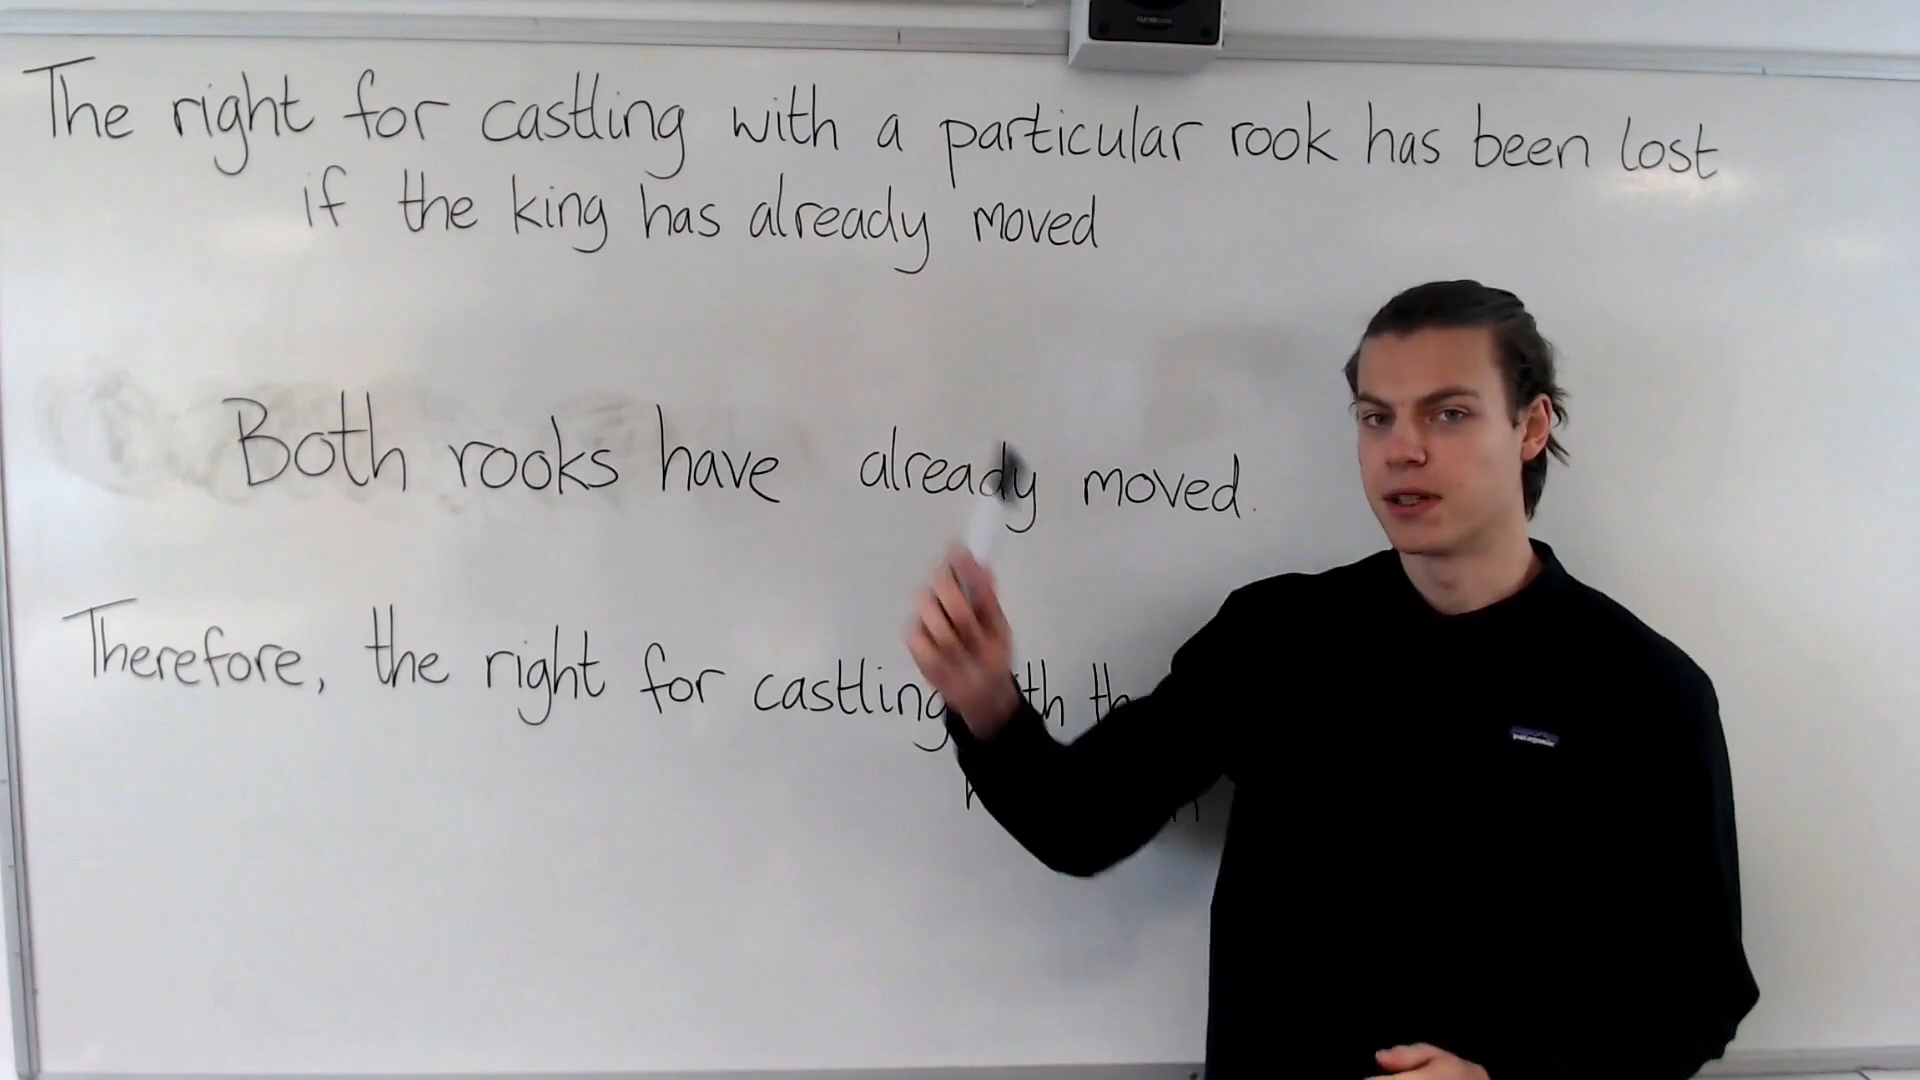 The right for castling with a particular rook has been lost
if the king has already moved
Both rooks have already moved.
Therefore, the right for castling
patagonia